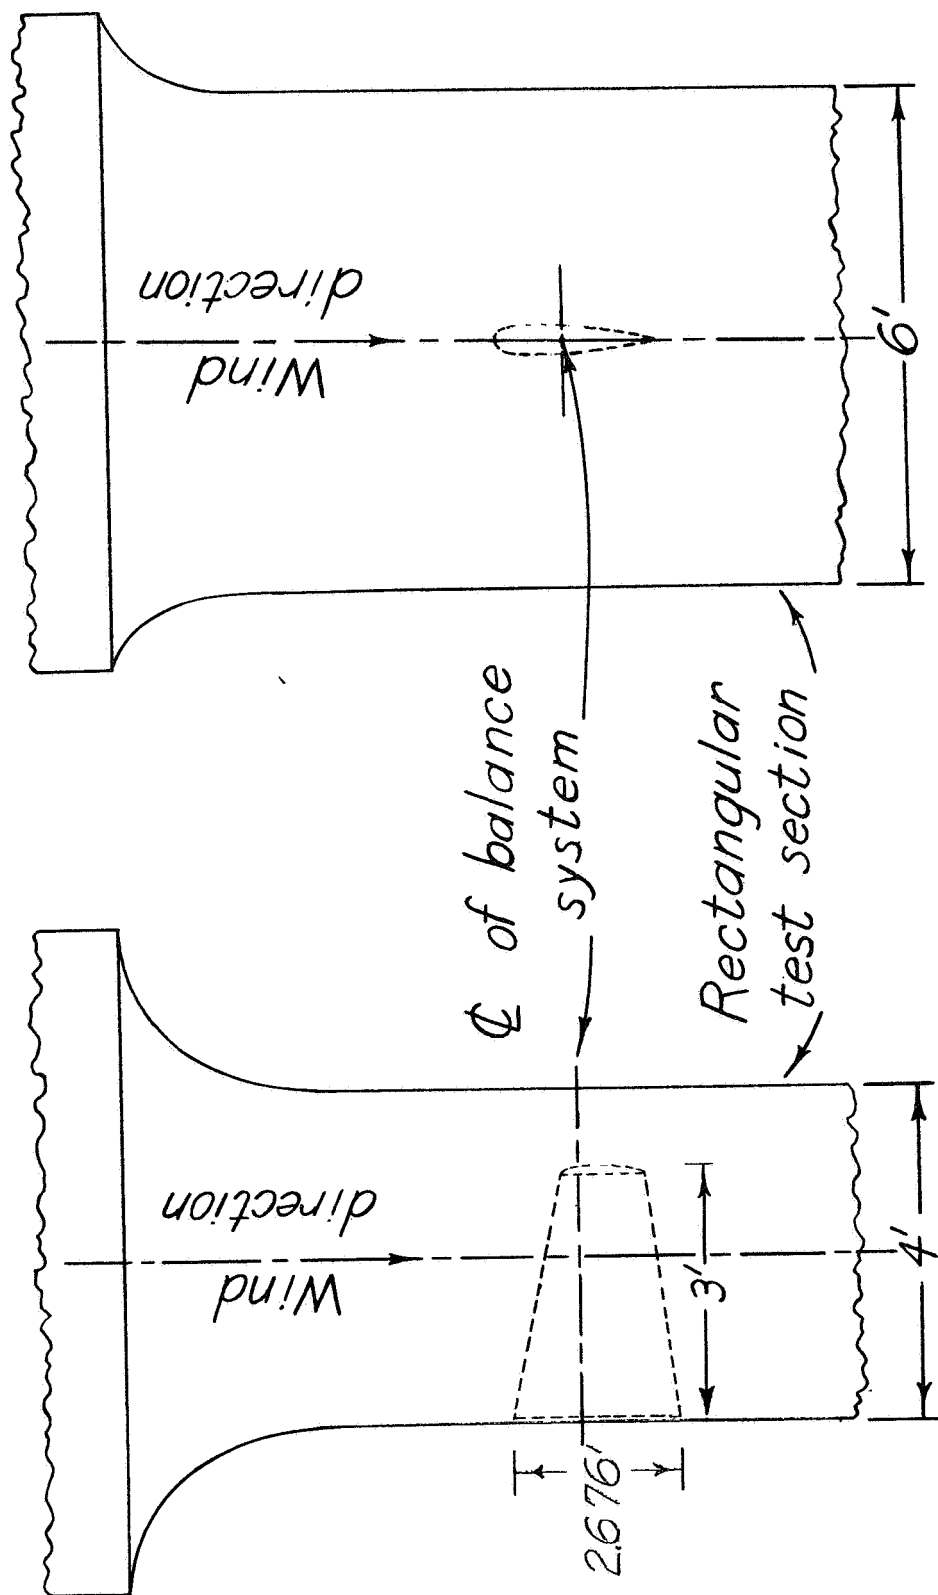 Wind
direction
6'
℄ of balance
system
Rectangular
test section
Wind
direction
3'
4'
2.676'